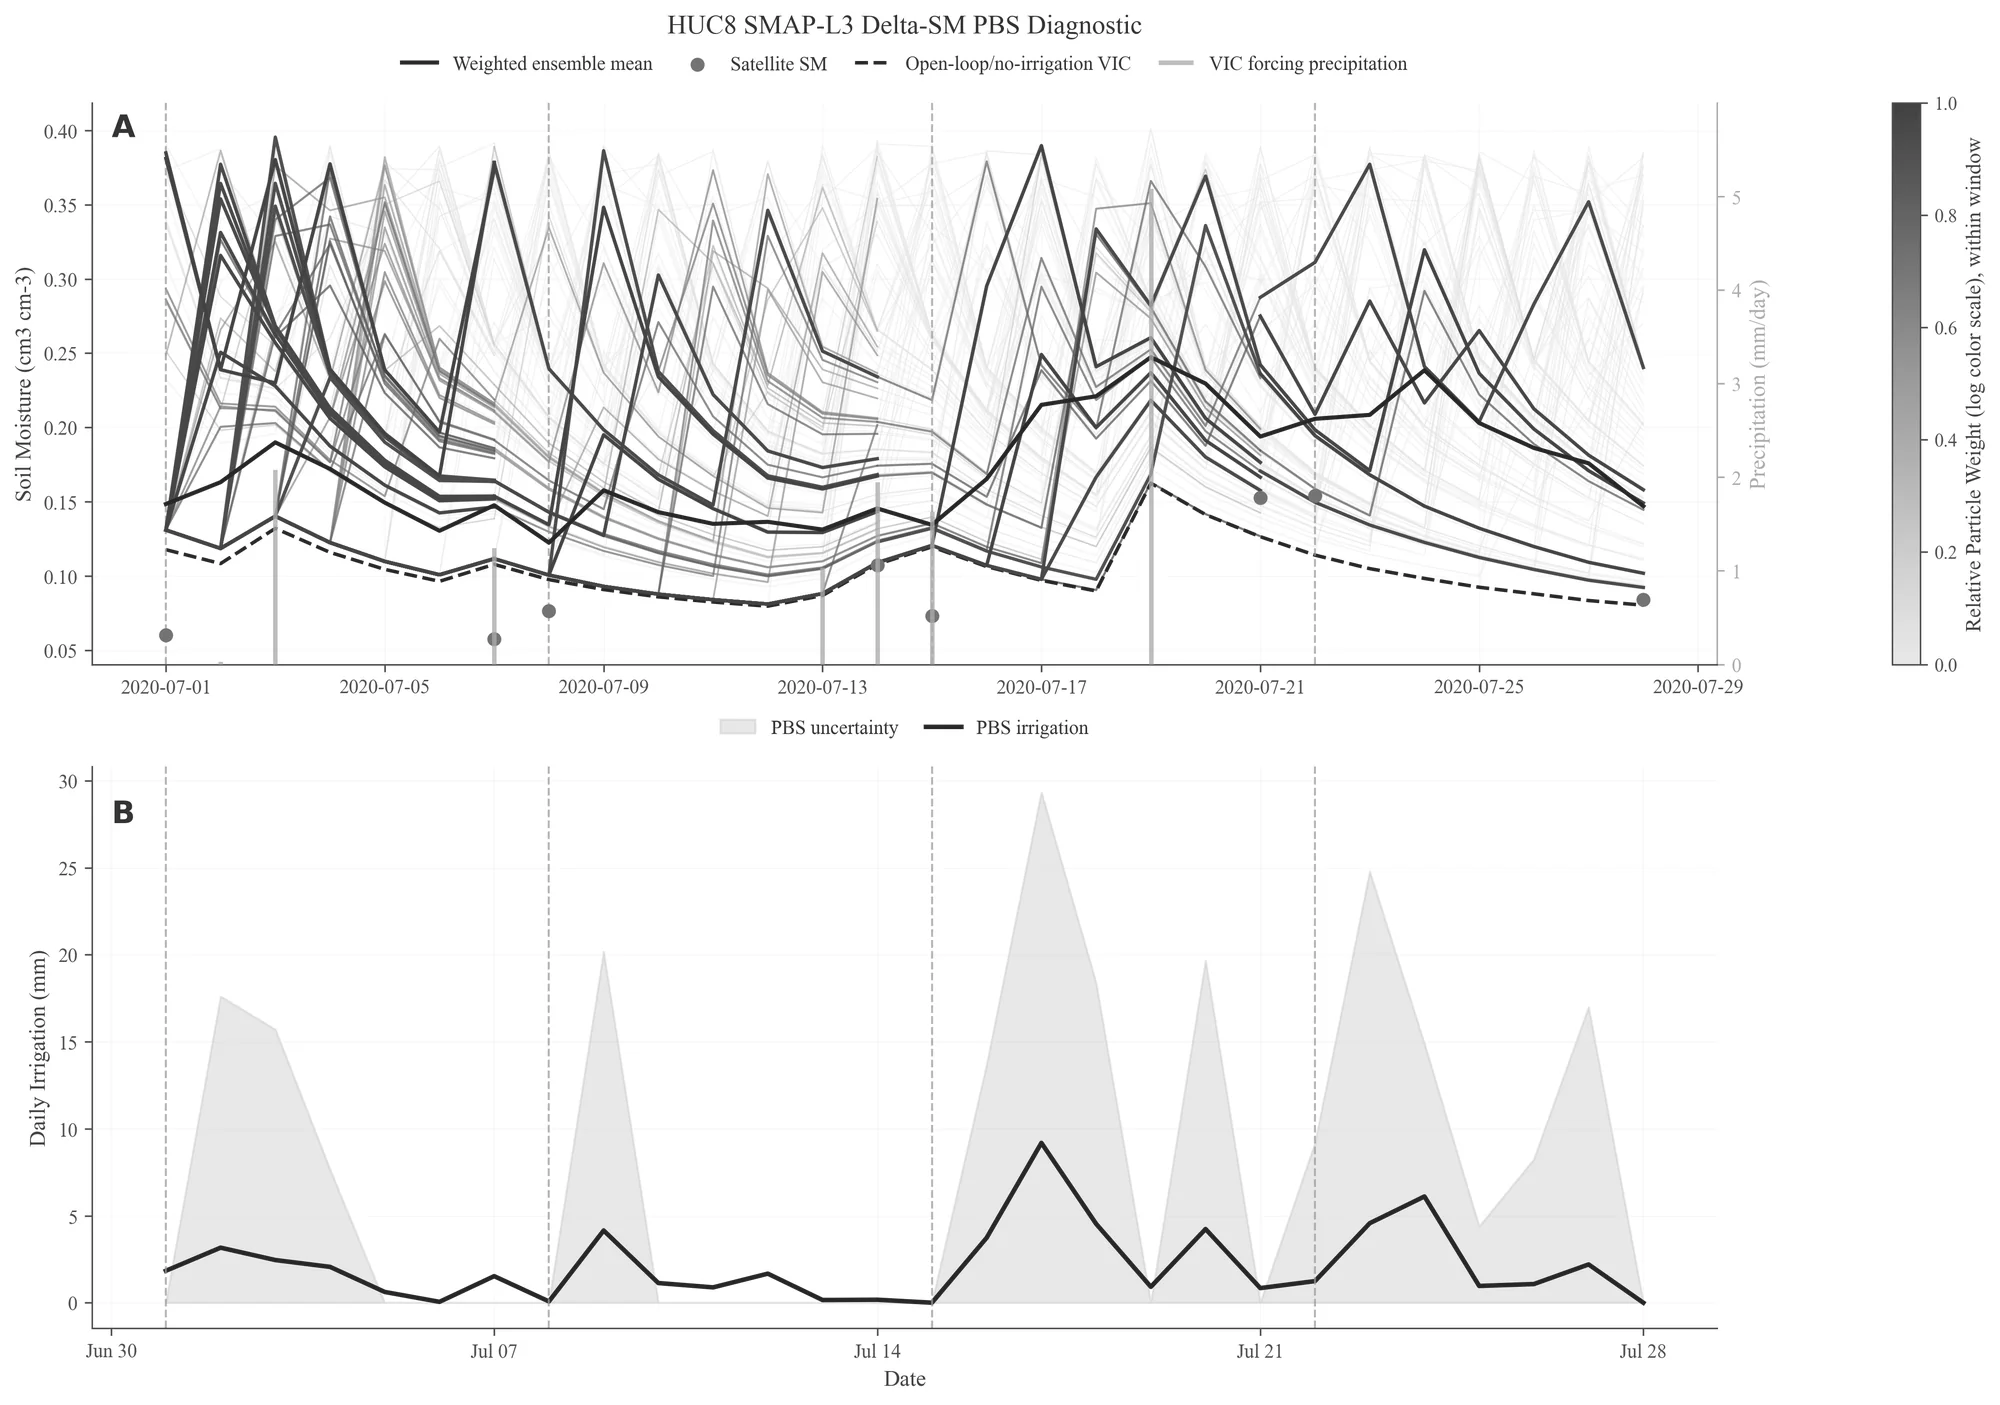 HUC8 SMAP-L3 Delta-SM PBS Diagnostic
Weighted ensemble mean
Satellite SM
Open-loop/no-irrigation VIC
VIC forcing precipitation
A
Soil Moisture (cm3 cm-3)
0.40
0.35
0.30
0.25
0.20
0.15
0.10
0.05
2020-07-01
2020-07-05
2020-07-09
2020-07-13
2020-07-17
2020-07-21
2020-07-25
2020-07-29
5
4
3
2
1
0
Precipitation (mm/day)
1.0
0.8
0.6
0.4
0.2
0.0
Relative Particle Weight (log color scale), within window
PBS uncertainty
PBS irrigation
B
Daily Irrigation (mm)
30
25
20
15
10
5
0
Jun 30
Jul 07
Jul 14
Jul 21
Jul 28
Date